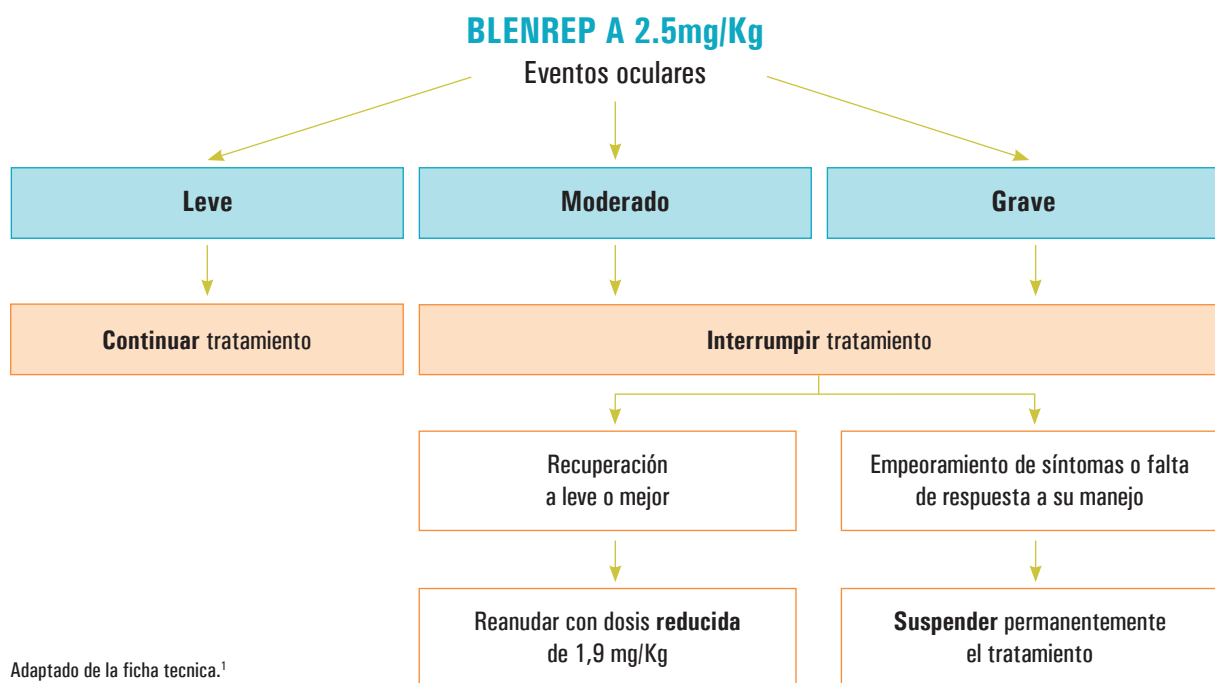 BLENREP A 2.5mg/Kg
Eventos oculares
Leve
Moderado
Grave
Continuar tratamiento
Interrumpir tratamiento
Recuperación
a leve o mejor
Empeoramiento de síntomas o falta
de respuesta a su manejo
Reanudar con dosis reducida
de 1,9 mg/Kg
Suspender permanentemente
el tratamiento
Adaptado de la ficha tecnica.¹